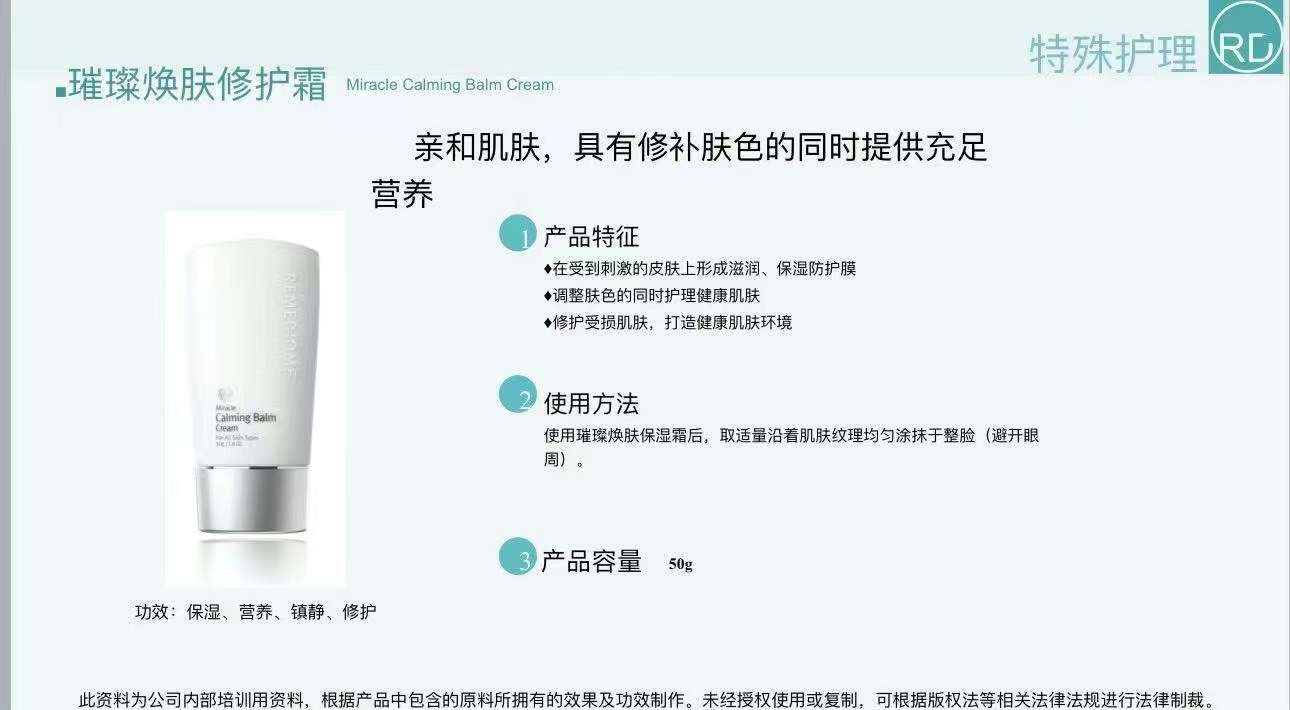 特殊护理
RD
璀璨焕肤修护霜 Miracle Calming Balm Cream
亲和肌肤，具有修补肤色的同时提供充足
营养
1 产品特征
♦在受到刺激的皮肤上形成滋润、保湿防护膜
♦调整肤色的同时护理健康肌肤
♦修护受损肌肤，打造健康肌肤环境
REMECOME
Miracle
Calming Balm
Cream
For All Skin Types
2 使用方法
使用璀璨焕肤保湿霜后，取适量沿着肌肤纹理均匀涂抹于整脸（避开眼
周）。
3 产品容量 50g
功效：保湿、营养、镇静、修护
此资料为公司内部培训用资料，根据产品中包含的原料所拥有的效果及功效制作。未经授权使用或复制，可根据版权法等相关法律法规进行法律制裁。